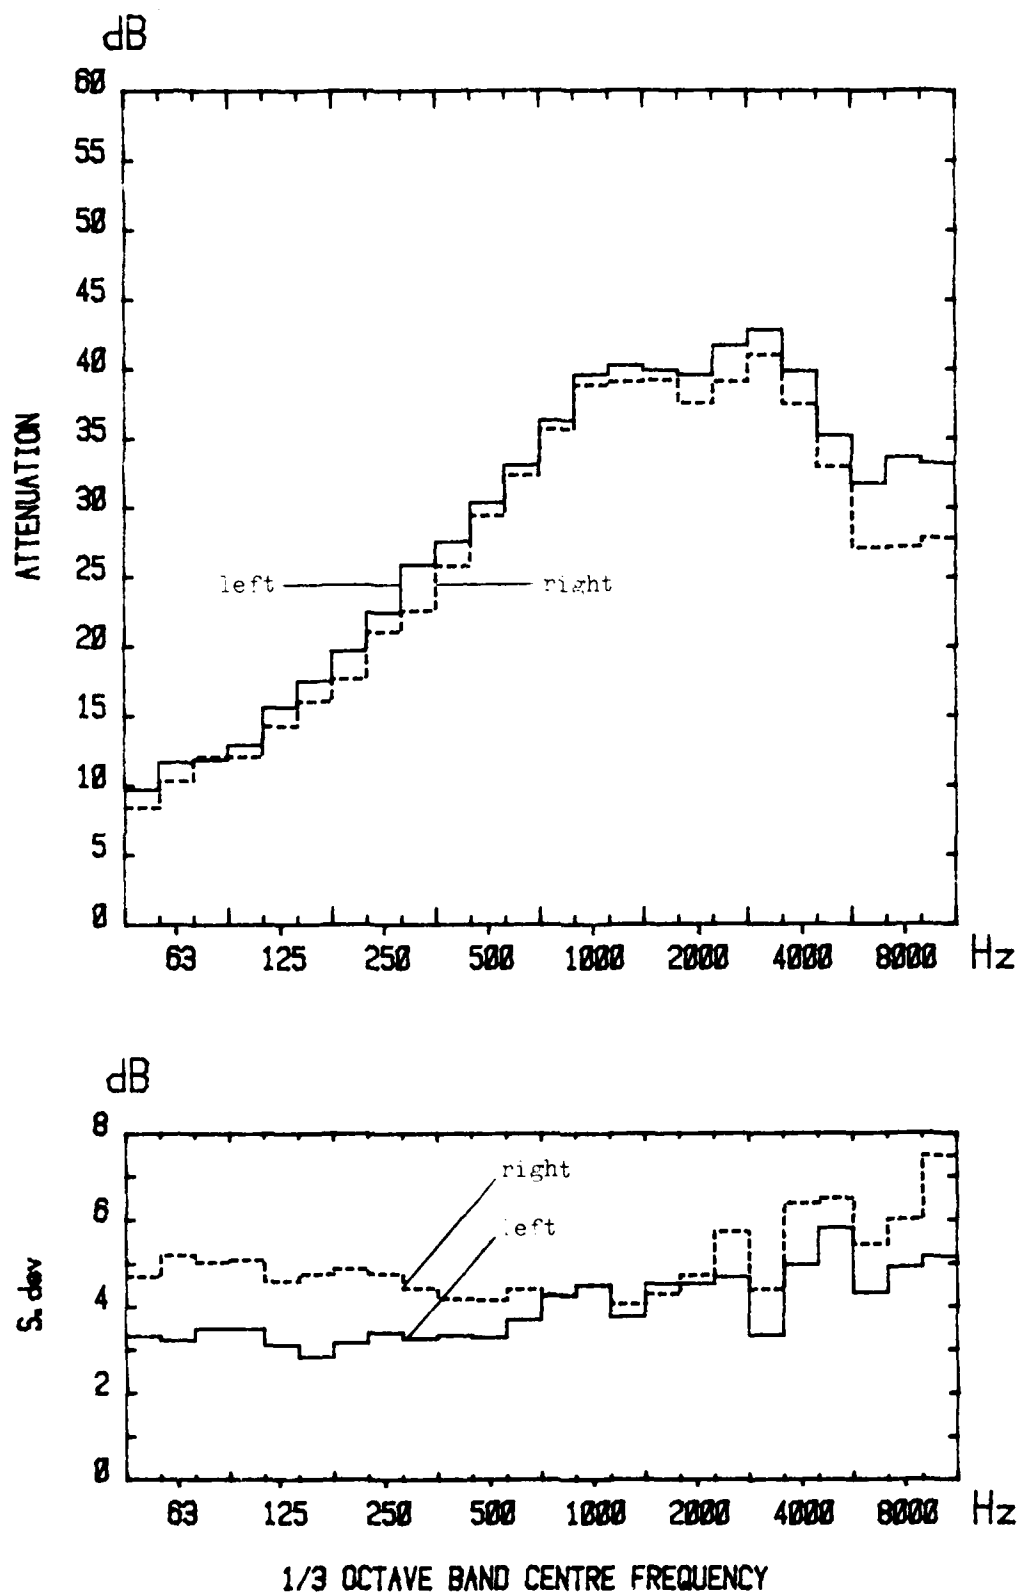 dB
60
55
50
45
40
35
30
25
20
15
10
5
0
ATTENUATION
left
right
63 125 250 500 1000 2000 4000 8000 Hz
dB
8
6
4
2
0
S.dev
right
left
63 125 250 500 1000 2000 4000 8000 Hz
1/3 OCTAVE BAND CENTRE FREQUENCY